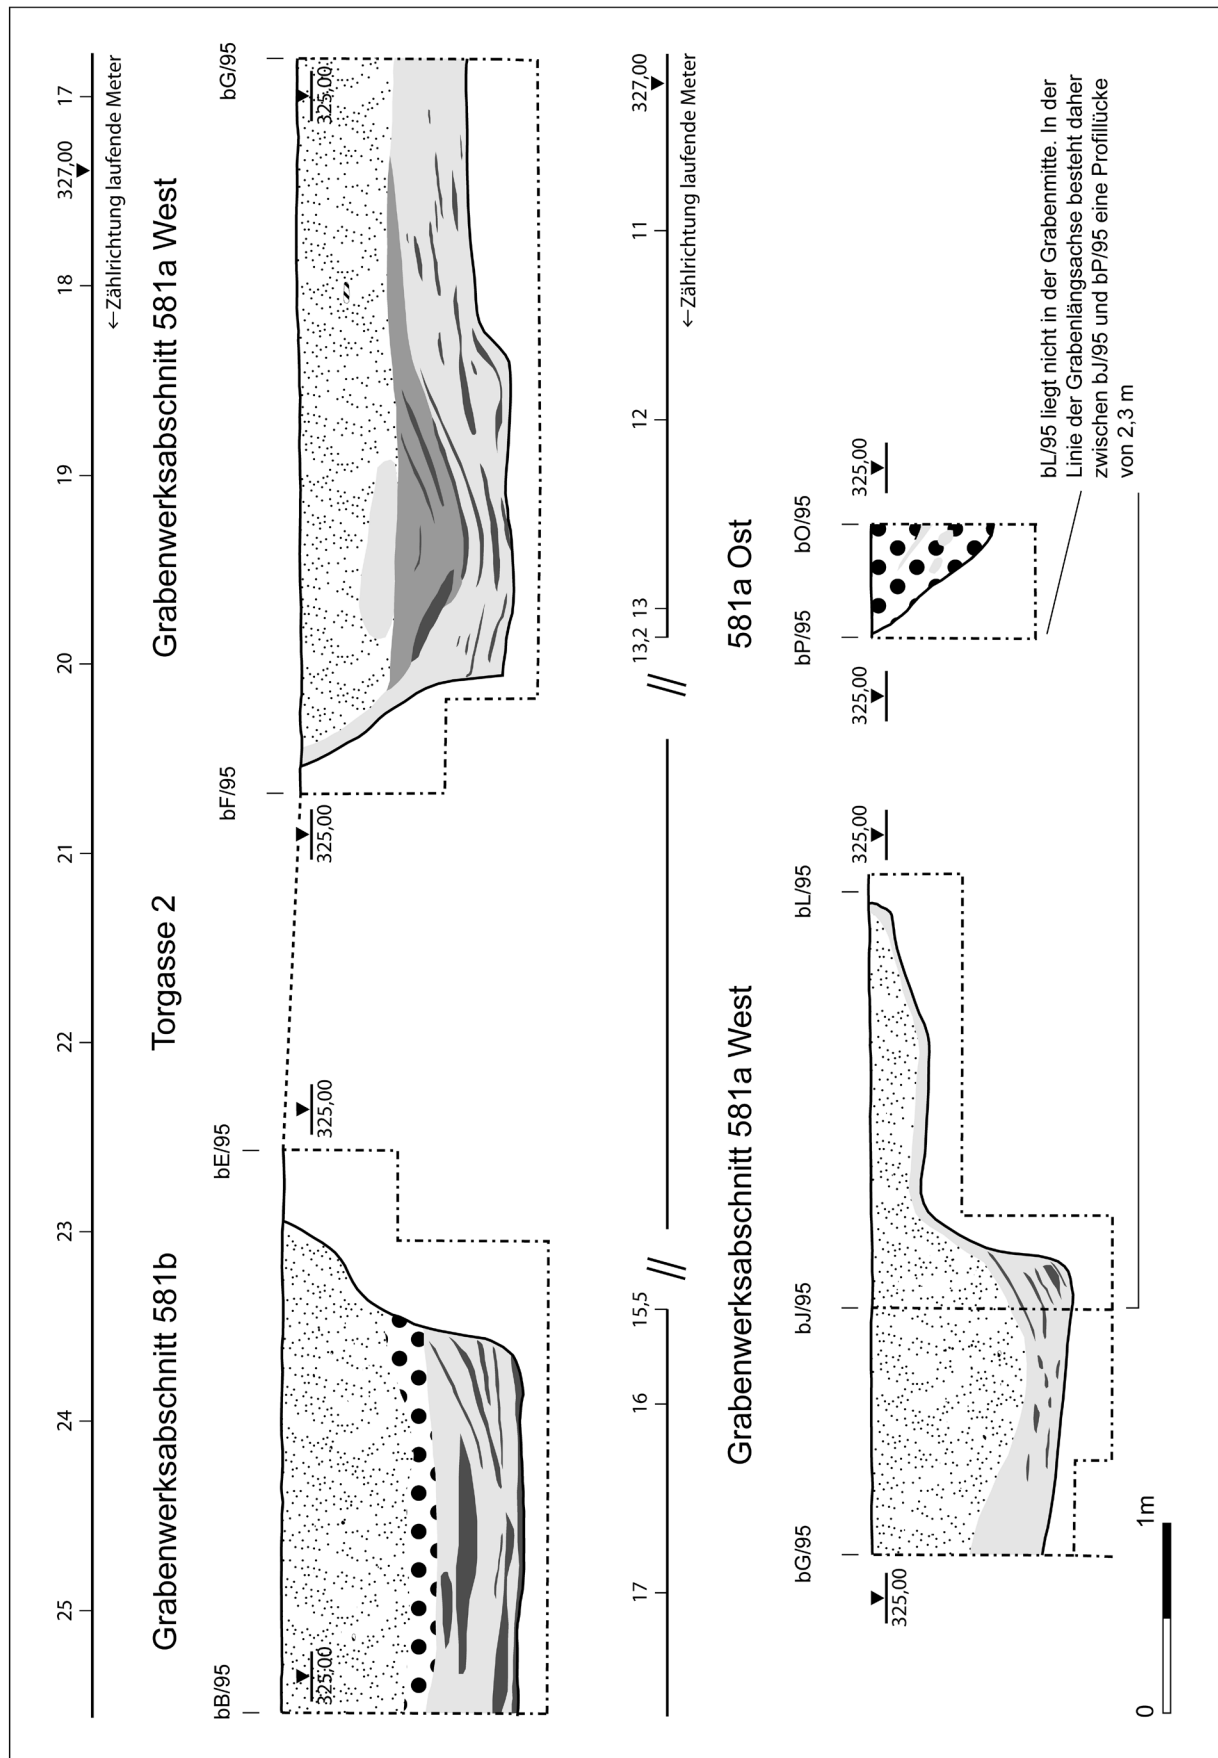 25
24
23
22
21
20
19
18
327,00
17
←Zählrichtung laufende Meter
Grabenwerksabschnitt 581b
Torgasse 2
Grabenwerksabschnitt 581a West
bB/95
bE/95
bF/95
bG/95
325,00
325,00
325,00
325,00
17
16
15,5
13,2
13
12
11
327,00
←Zählrichtung laufende Meter
Grabenwerksabschnitt 581a West
581a Ost
bG/95
bJ/95
bL/95
bP/95
bO/95
325,00
325,00
325,00
325,00
bL/95 liegt nicht in der Grabenmitte. In der
Linie der Grabenlängsachse besteht daher
zwischen bJ/95 und bP/95 eine Profillücke
von 2,3 m
0
1m